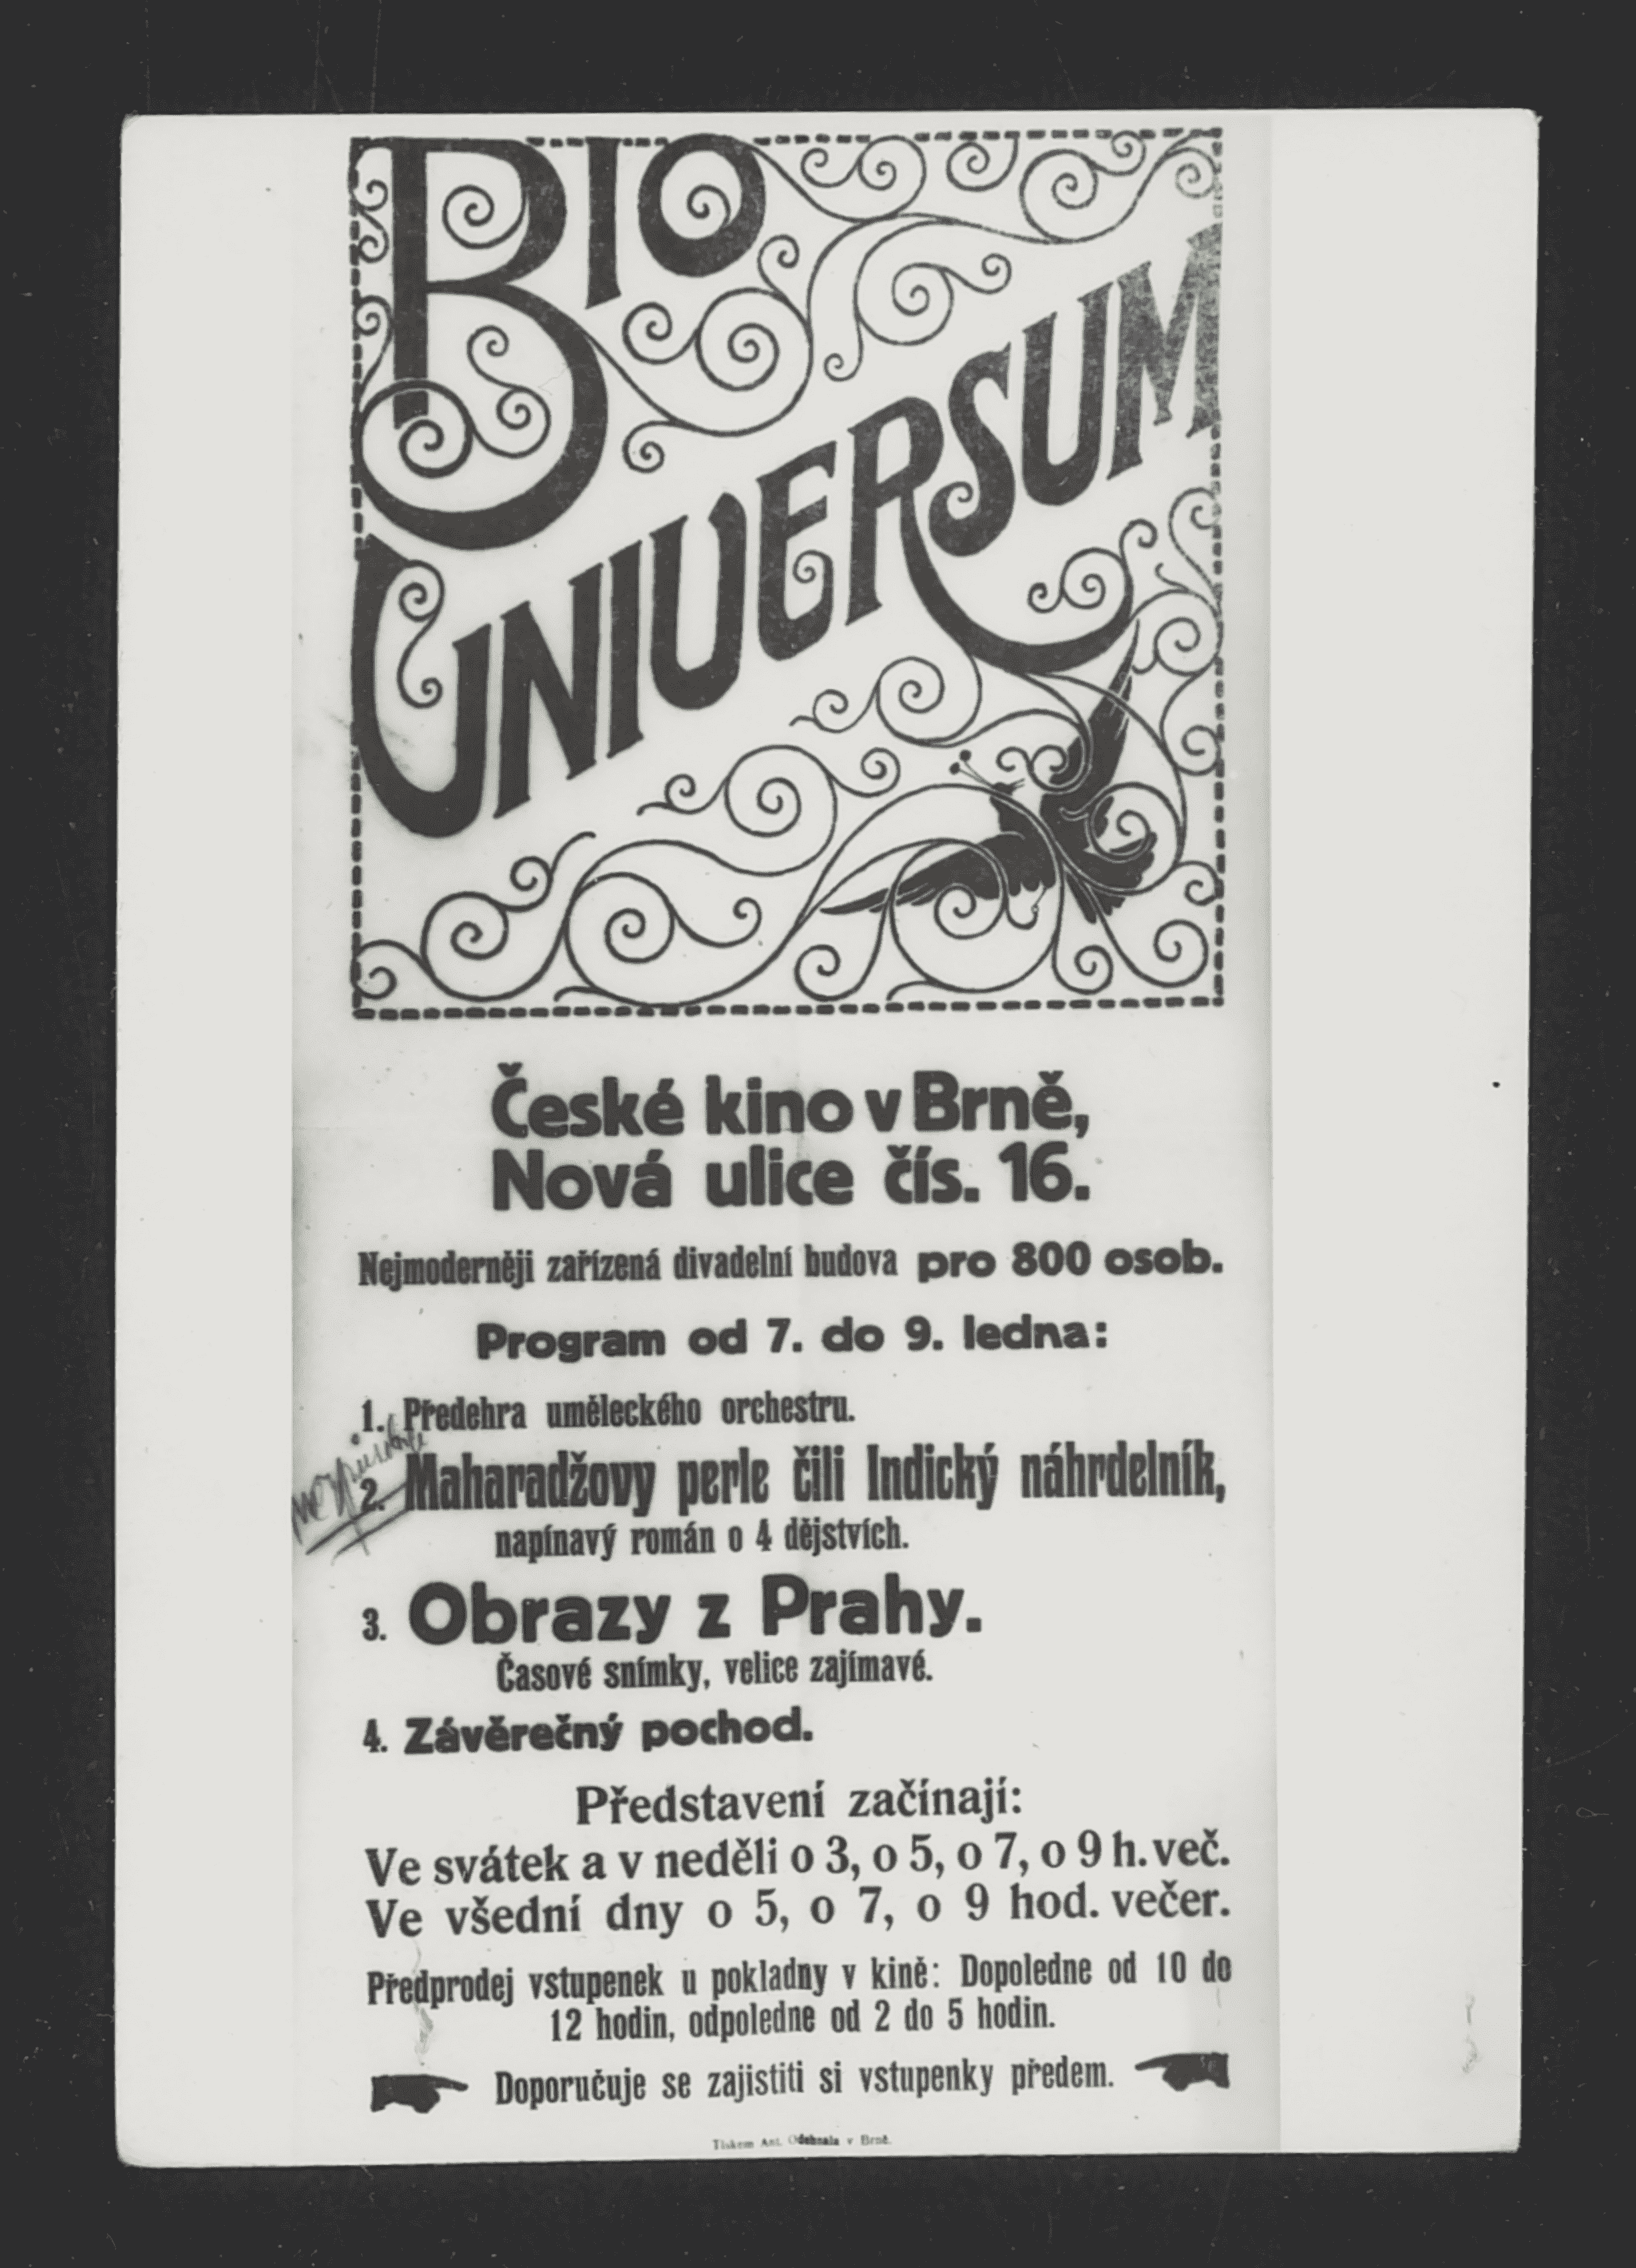 BIO
UNIVERSUM
České kino v Brně,
Nová ulice čís. 16.
Nejmoderněji zařízená divadelní budova pro 800 osob.
Program od 7. do 9. ledna:
1. Předehra uměleckého orchestru.
2. Maharadžovy perle čili Indický náhrdelník,
napínavý román o 4 dějstvích.
3. Obrazy z Prahy.
Časové snímky, velice zajímavé.
4. Závěrečný pochod.
Představení začínají:
Ve svátek a v neděli o 3, o 5, o 7, o 9 h. več.
Ve všední dny o 5, o 7, o 9 hod. večer.
Předprodej vstupenek u pokladny v kině: Dopoledne od 10 do
12 hodin, odpoledne od 2 do 5 hodin.
Doporučuje se zajistiti si vstupenky předem.
Tiskem Ant. Odehnala v Brně.